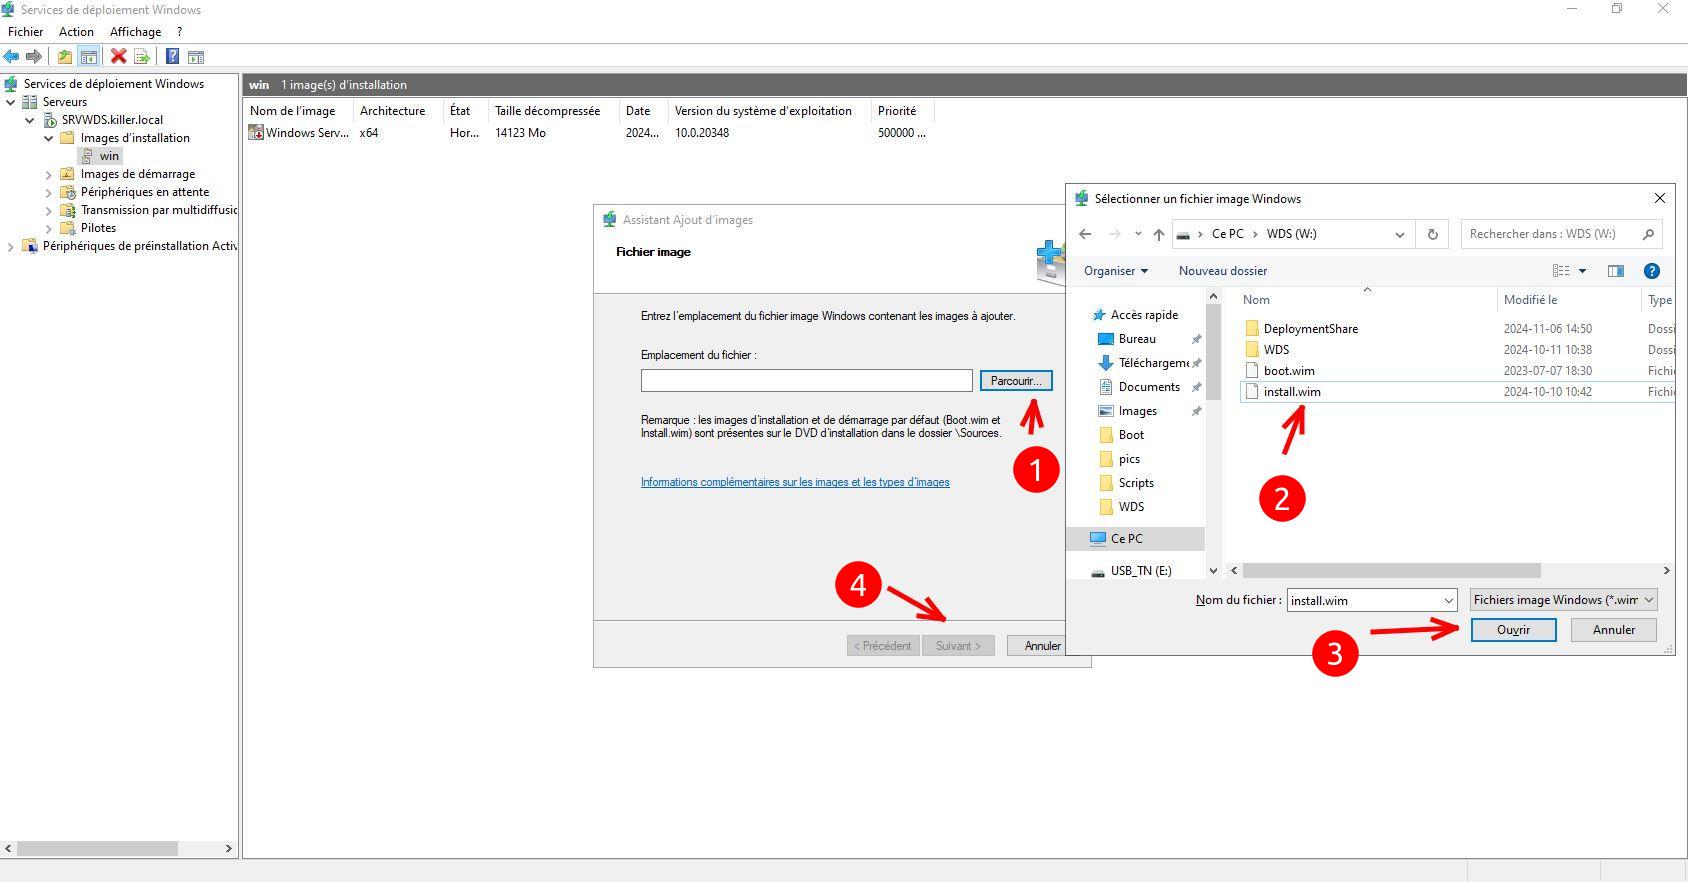 Services de déploiement Windows
Fichier Action Affichage ?
Services de déploiement Windows
Serveurs
SRVWDS.killer.local
Images d'installation
win
Images de démarrage
Périphériques en attente
Transmission par multidiffusic
Pilotes
Périphériques de préinstallation Activ
win 1 image(s) d'installation
Nom de l'image Architecture État Taille décompressée Date Version du système d'exploitation Priorité
Windows Serv... x64 Hor... 14123 Mo 2024... 10.0.20348 500000 ...
Assistant Ajout d'images
Fichier image
Entrez l'emplacement du fichier image Windows contenant les images à ajouter.
Emplacement du fichier :
Parcourir...
Remarque : les images d'installation et de démarrage par défaut (Boot.wim et
Install.wim) sont présentes sur le DVD d'installation dans le dossier \Sources.
1
Informations complémentaires sur les images et les types d'images
4
< Précédent Suivant > Annuler
Sélectionner un fichier image Windows
Ce PC WDS (W:) Rechercher dans : WDS (W:)
Organiser Nouveau dossier
Accès rapide
Bureau
Téléchargeme
Documents
Images
Boot
pics
Scripts
WDS
Ce PC
USB_TN (E:)
Nom Modifié le Type
DeploymentShare 2024-11-06 14:50 Dossi
WDS 2024-10-11 10:38 Dossi
boot.wim 2023-07-07 18:30 Fichi
install.wim 2024-10-10 10:42 Fichi
2
Nom du fichier : install.wim Fichiers image Windows (*.wim
3
Ouvrir Annuler